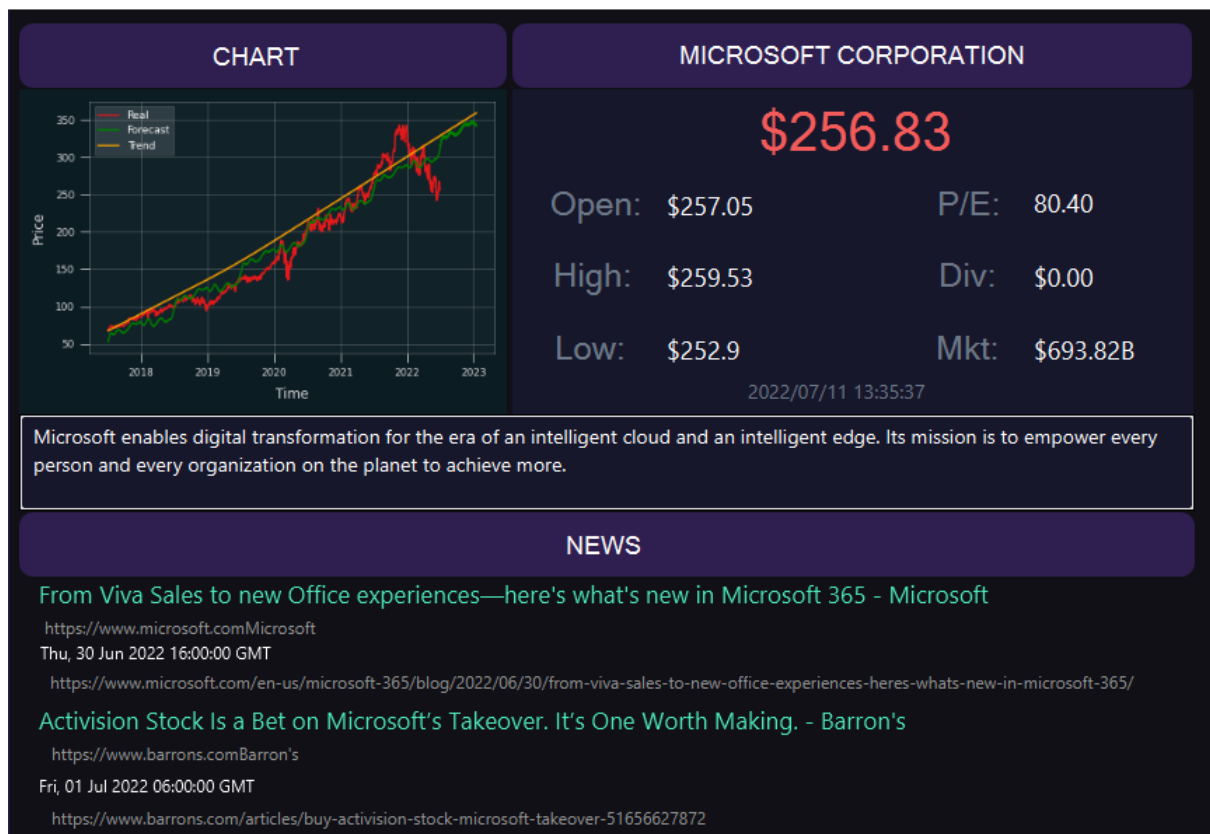 CHART
MICROSOFT CORPORATION
Real
Forecast
Trend
350
300
250
200
150
100
50
Price
2018 2019 2020 2021 2022 2023
Time
$256.83
Open: $257.05 P/E: 80.40
High: $259.53 Div: $0.00
Low: $252.9 Mkt: $693.82B
2022/07/11 13:35:37
Microsoft enables digital transformation for the era of an intelligent cloud and an intelligent edge. Its mission is to empower every
person and every organization on the planet to achieve more.
NEWS
From Viva Sales to new Office experiences—here's what's new in Microsoft 365 - Microsoft
https://www.microsoft.comMicrosoft
Thu, 30 Jun 2022 16:00:00 GMT
https://www.microsoft.com/en-us/microsoft-365/blog/2022/06/30/from-viva-sales-to-new-office-experiences-heres-whats-new-in-microsoft-365/
Activision Stock Is a Bet on Microsoft’s Takeover. It’s One Worth Making. - Barron's
https://www.barrons.comBarron's
Fri, 01 Jul 2022 06:00:00 GMT
https://www.barrons.com/articles/buy-activision-stock-microsoft-takeover-51656627872